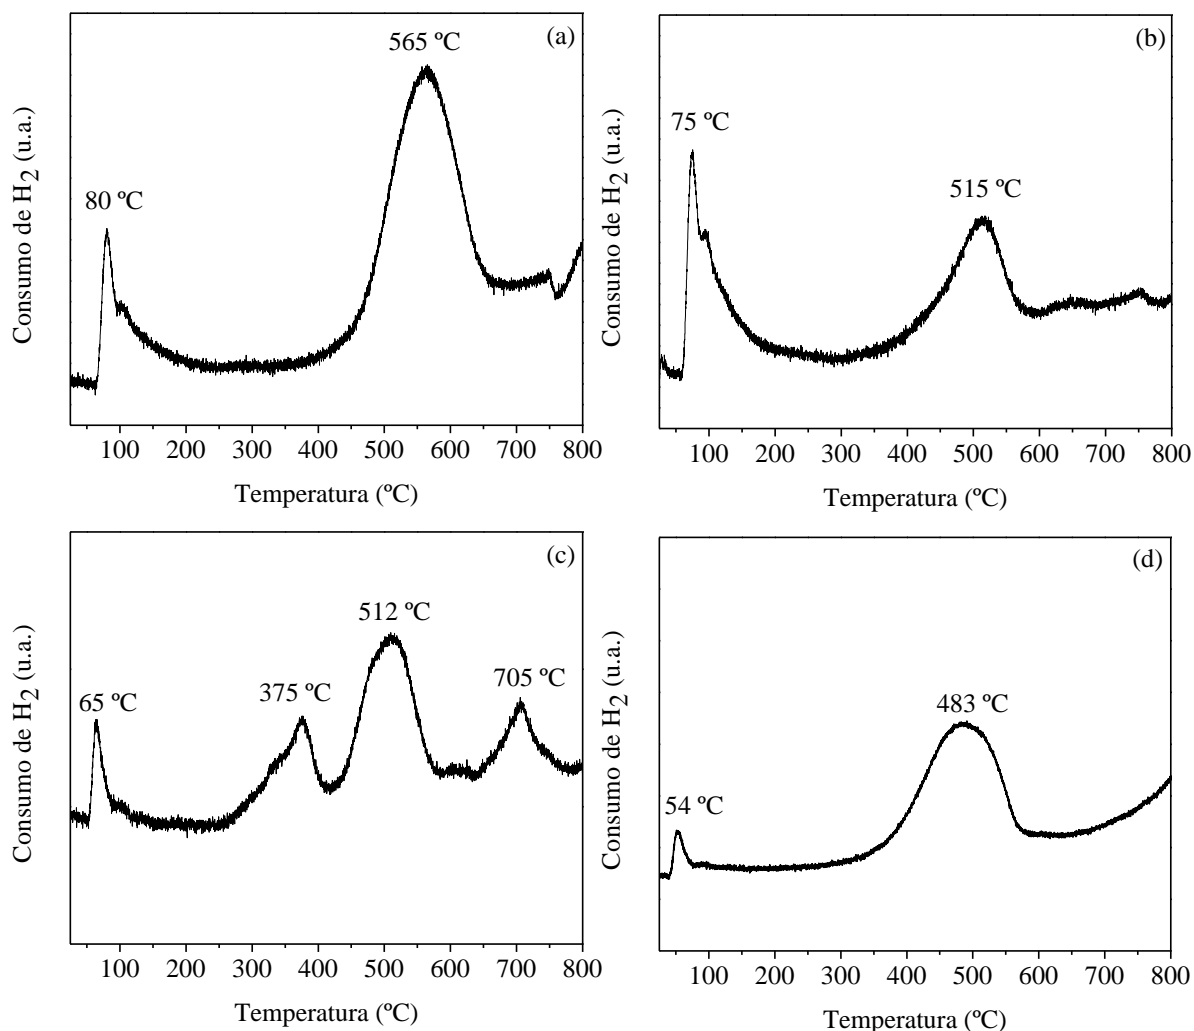 (a)
565 ºC
80 ºC
Consumo de H2 (u.a.)
100 200 300 400 500 600 700 800
Temperatura (ºC)
(b)
75 ºC
515 ºC
Consumo de H2 (u.a.)
100 200 300 400 500 600 700 800
Temperatura (ºC)
(c)
512 ºC
705 ºC
375 ºC
65 ºC
Consumo de H2 (u.a.)
100 200 300 400 500 600 700 800
Temperatura (ºC)
(d)
483 ºC
54 ºC
Consumo de H2 (u.a.)
100 200 300 400 500 600 700 800
Temperatura (ºC)